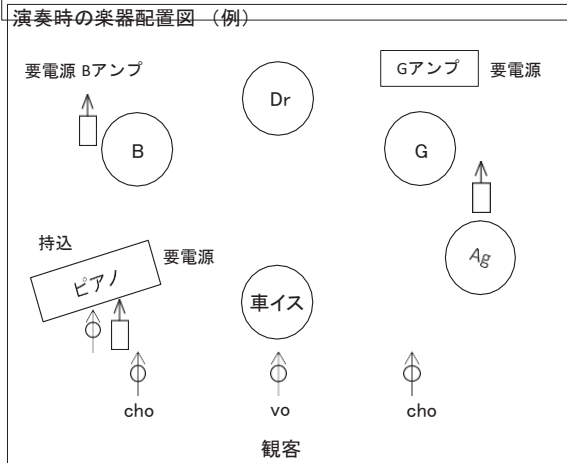 演奏時の楽器配置図 (例)
要電源 Bアンプ
Dr
Gアンプ 要電源
B
G
持込
ピアノ
要電源
車イス
Ag
cho
vo
cho
観客